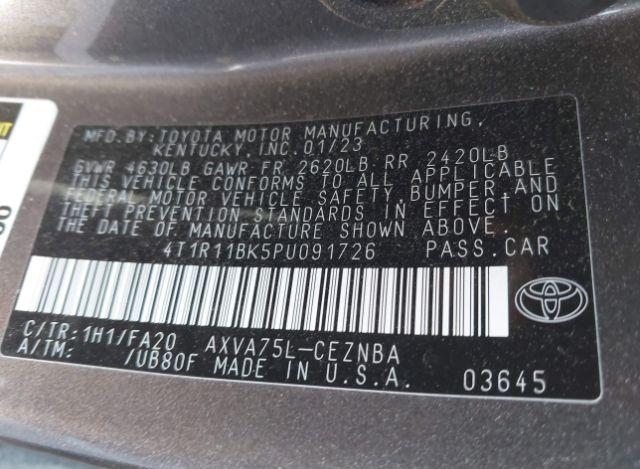 MFD.BY:TOYOTA MOTOR MANUFACTURING,
KENTUCKY, INC. 01/23
GVWR 4630LB GAWR FR 2620LB RR 2420LB
THIS VEHICLE CONFORMS TO ALL APPLICABLE
FEDERAL MOTOR VEHICLE SAFETY, BUMPER, AND
THEFT PREVENTION STANDARDS IN EFFECT ON
THE DATE OF MANUFACTURE SHOWN ABOVE.
4T1R11BK5PU091726 PASS.CAR
C/TR:1H1/FA20 AXVA75L-CEZNBA
A/TM: /UB80F MADE IN U.S.A. 03645